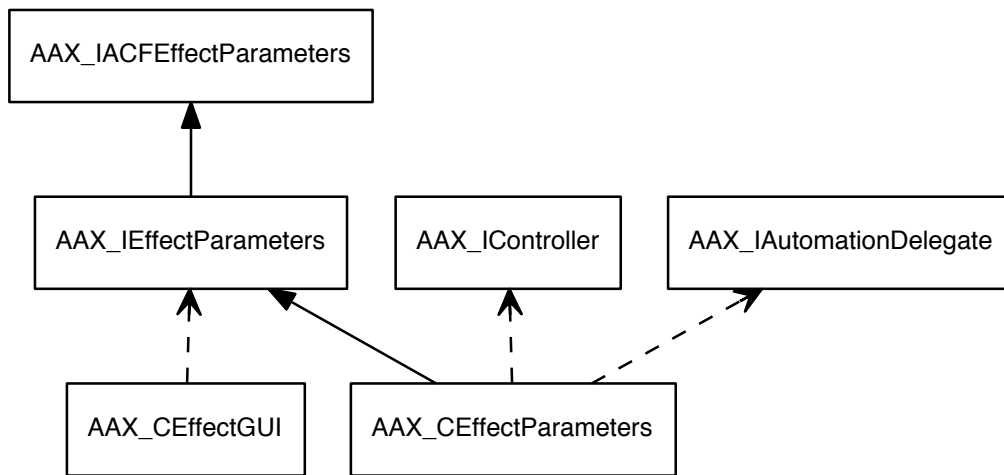 AAX_IACFEffectParameters
AAX_IEffectParameters
AAX_IController
AAX_IAutomationDelegate
AAX_CEffectGUI
AAX_CEffectParameters